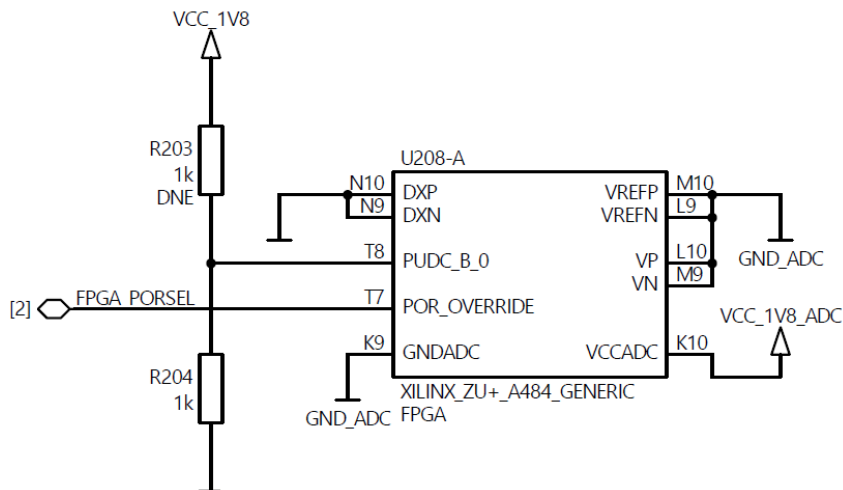 VCC_1V8
R203
1k
DNE
U208-A
N10
DXP
VREFP
M10
N9
DXN
VREFN
L9
T8
PUDC_B_0
VP
L10
VN
M9
GND_ADC
[2]
FPGA_PORSEL
T7
POR_OVERRIDE
VCC_1V8_ADC
K9
GNDADC
VCCADC
K10
R204
1k
GND_ADC
XILINX_ZU+_A484_GENERIC
FPGA